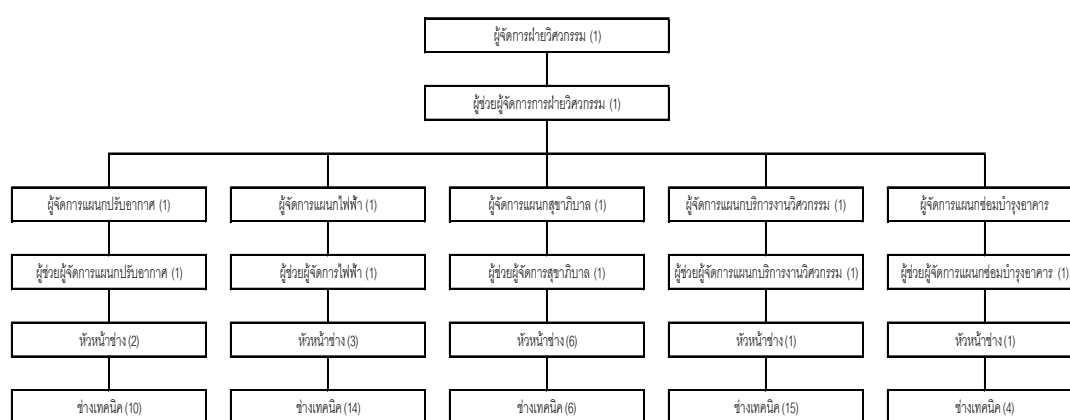 ผู้จัดการฝ่ายวิศวกรรม (1)
ผู้ช่วยผู้จัดการการฝ่ายวิศวกรรม (1)
ผู้จัดการแผนกปรับอากาศ (1)
ผู้จัดการแผนกไฟฟ้า (1)
ผู้จัดการแผนกสุขาภิบาล (1)
ผู้จัดการแผนกบริการงานวิศวกรรม (1)
ผู้จัดการแผนกซ่อมบำรุงอาคาร
ผู้ช่วยผู้จัดการแผนกปรับอากาศ (1)
ผู้ช่วยผู้จัดการไฟฟ้า (1)
ผู้ช่วยผู้จัดการสุขาภิบาล (1)
ผู้ช่วยผู้จัดการแผนกบริการงานวิศวกรรม (1)
ผู้ช่วยผู้จัดการแผนกซ่อมบำรุงอาคาร (1)
หัวหน้าช่าง (2)
หัวหน้าช่าง (3)
หัวหน้าช่าง (6)
หัวหน้าช่าง (1)
หัวหน้าช่าง (1)
ช่างเทคนิค (10)
ช่างเทคนิค (14)
ช่างเทคนิค (6)
ช่างเทคนิค (15)
ช่างเทคนิค (4)